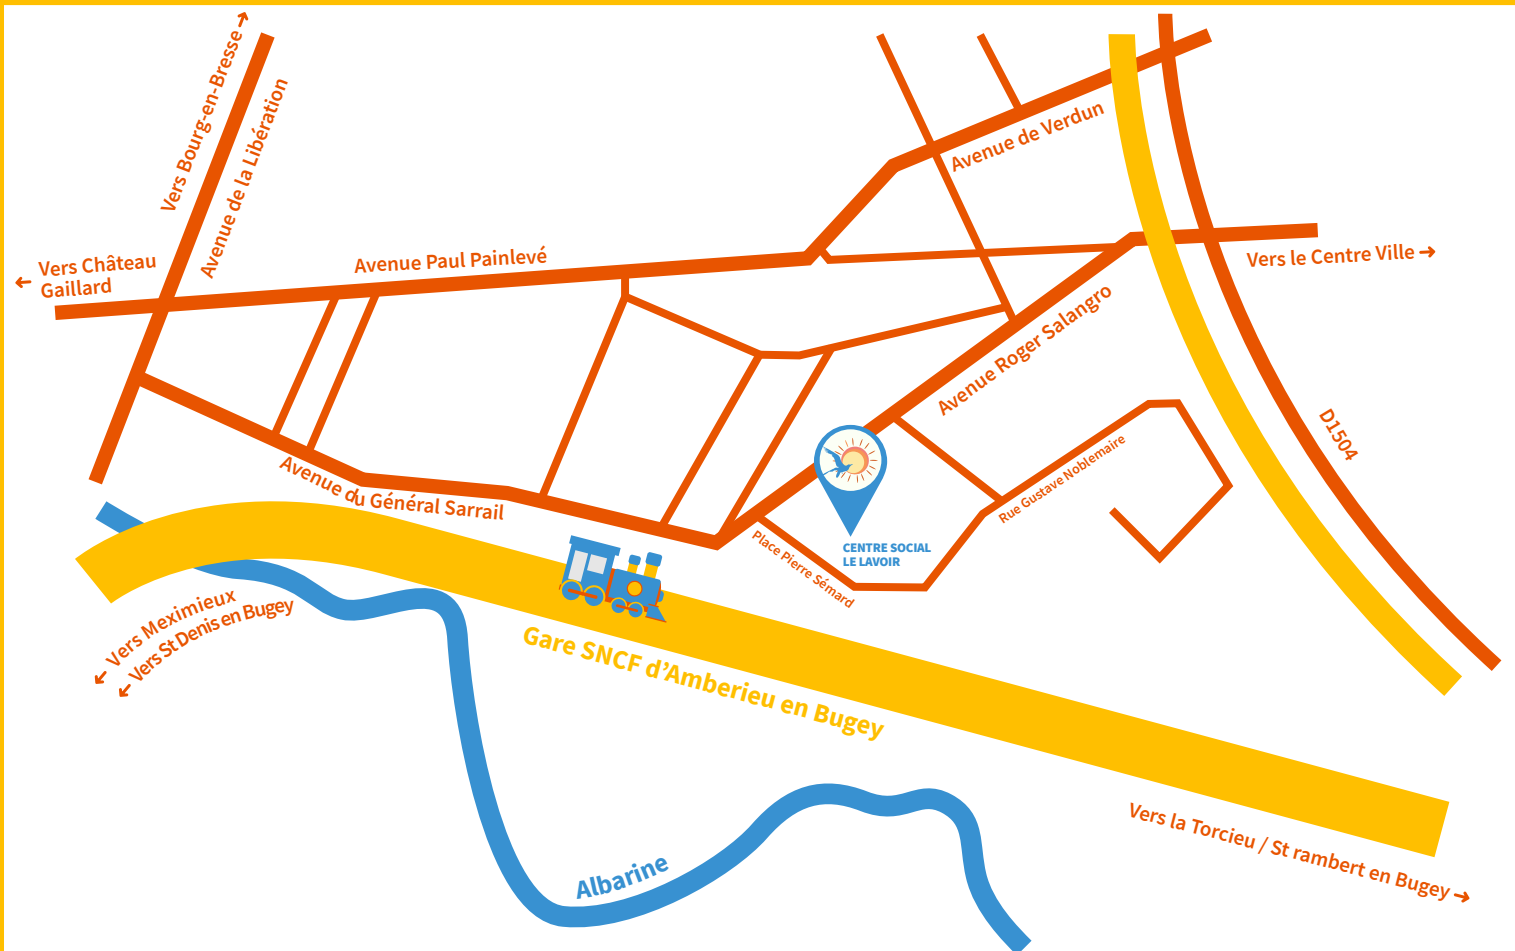 Vers Bourg-en-Bresse
Avenue de la Libération
Avenue de Verdun
Vers Château
Gaillard
Avenue Paul Painlevé
Vers le Centre Ville
Avenue Roger Salangro
D1504
Avenue du Général Sarrail
Rue Gustave Noblemaire
Place Pierre Sémard
CENTRE SOCIAL
LE LAVOIR
Vers Meximieux
Vers St Denis en Bugey
Gare SNCF d'Amberieu en Bugey
Vers la Torcieu / St rambert en Bugey
Albarine